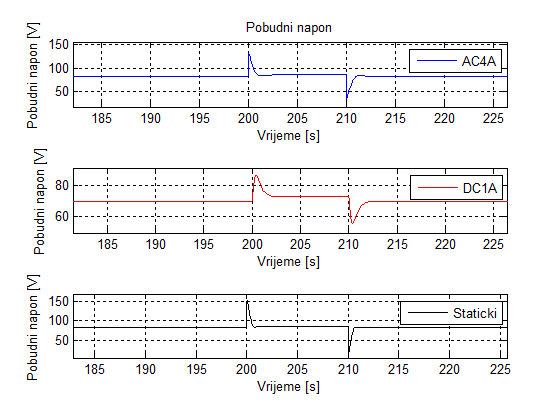 Pobudni napon
Pobudni napon [V]
150
100
50
AC4A
185 190 195 200 205 210 215 220 225
Vrijeme [s]
Pobudni napon [V]
80
60
DC1A
185 190 195 200 205 210 215 220 225
Vrijeme [s]
Pobudni napon [V]
150
100
50
Staticki
185 190 195 200 205 210 215 220 225
Vrijeme [s]